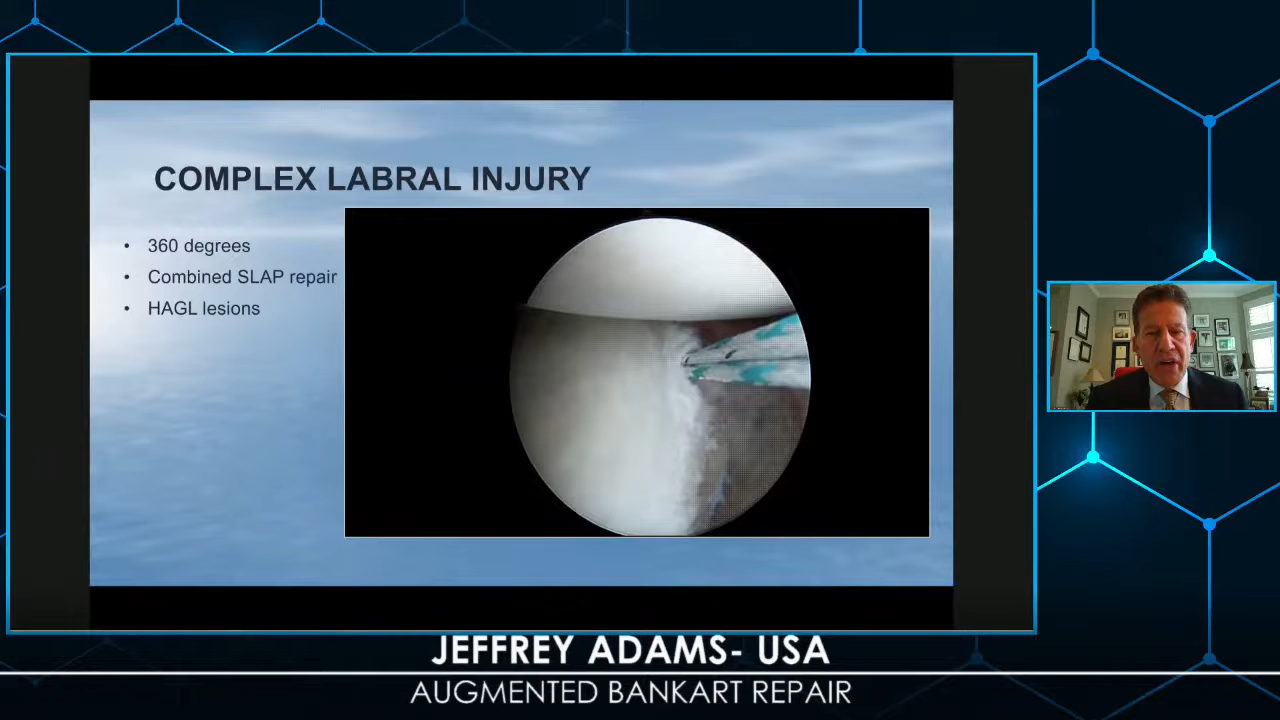 COMPLEX LABRAL INJURY
• 360 degrees
• Combined SLAP repair
• HAGL lesions
JEFFREY ADAMS- USA
AUGMENTED BANKART REPAIR